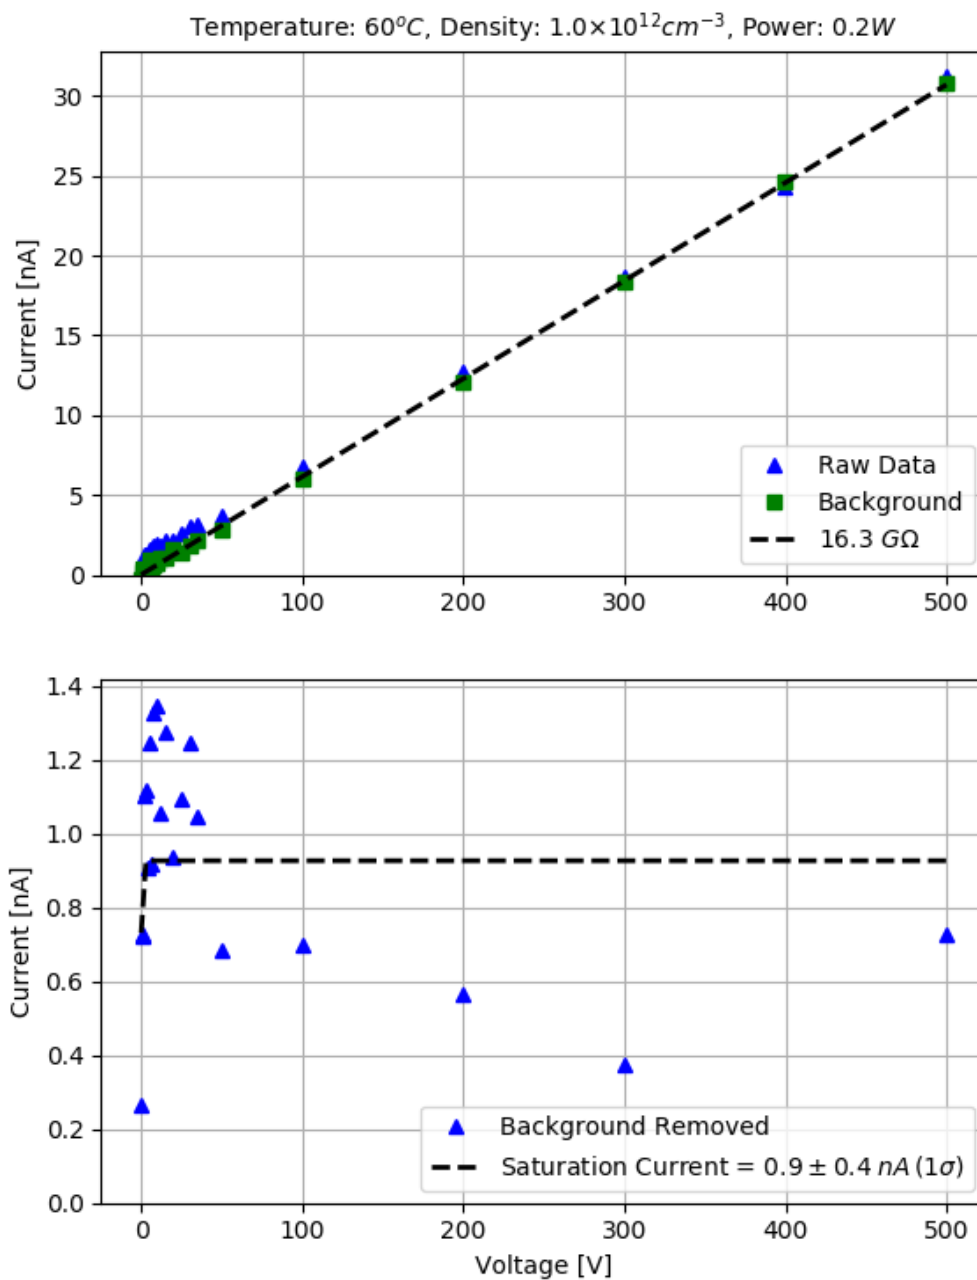 Temperature: 60°C, Density: 1.0×10¹²cm⁻³, Power: 0.2W
30
25
20
15
10
5
0
Current [nA]
Raw Data
Background
16.3 GΩ
0 100 200 300 400 500
1.4
1.2
1.0
0.8
0.6
0.4
0.2
0.0
Current [nA]
Background Removed
Saturation Current = 0.9 ± 0.4 nA (1σ)
0 100 200 300 400 500
Voltage [V]